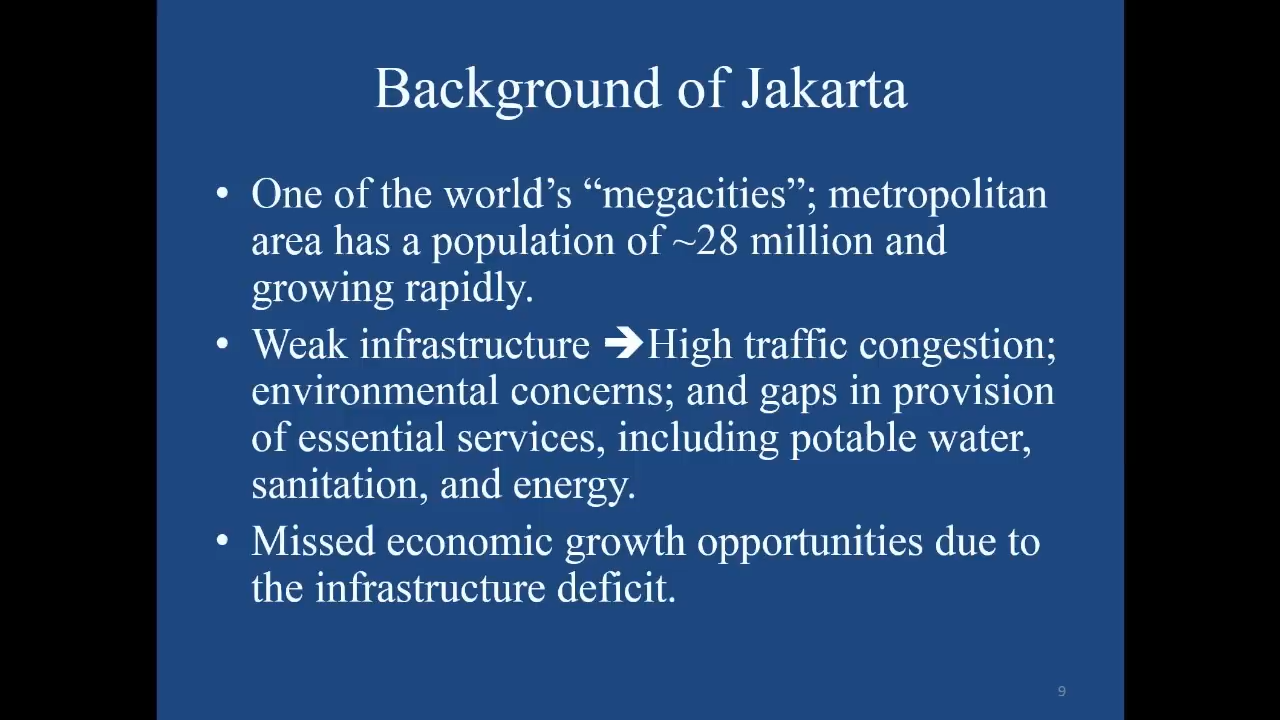 Background of Jakarta
• One of the world’s “megacities”; metropolitan
area has a population of ~28 million and
growing rapidly.
• Weak infrastructure ➔High traffic congestion;
environmental concerns; and gaps in provision
of essential services, including potable water,
sanitation, and energy.
• Missed economic growth opportunities due to
the infrastructure deficit.
9